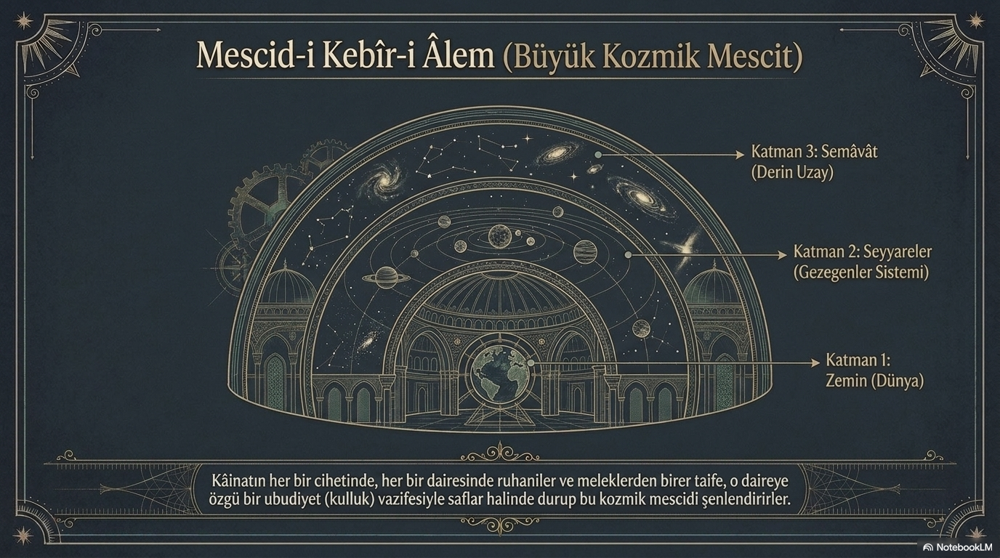 Mescid-i Kebîr-i Âlem (Büyük Kozmik Mescit)
Katman 3: Semâvât
(Derin Uzay)
Katman 2: Seyyareler
(Gezegenler Sistemi)
Katman 1:
Zemin (Dünya)
Kâinatın her bir cihetinde, her bir dairesinde ruhaniler ve meleklerden birer taife, o daireye
özgü bir ubudiyet (kulluk) vazifesiyle saflar halinde durup bu kozmik mescidi şenlendirirler.
NotebookLM